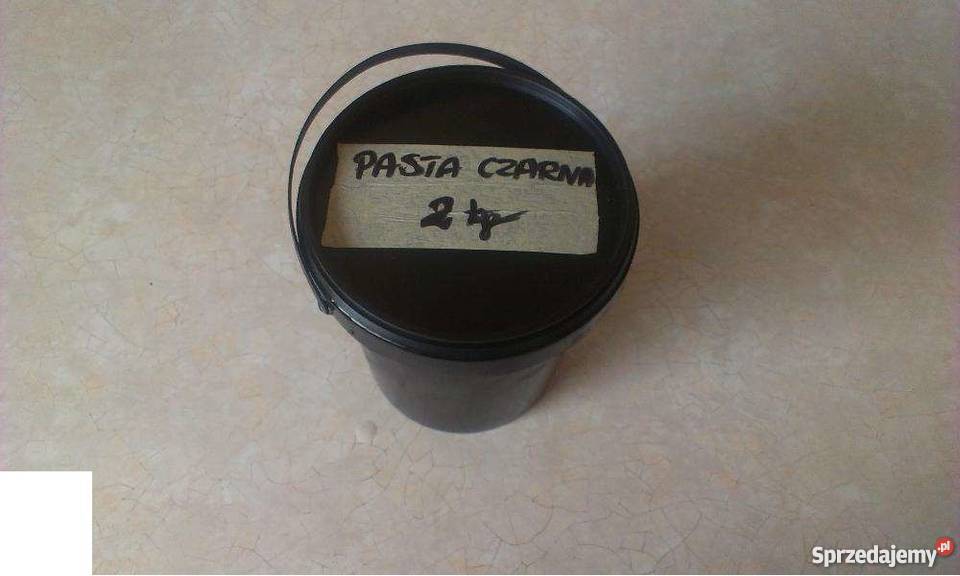 PASTA CZARNA
2 kg
Sprzedajemy.pl